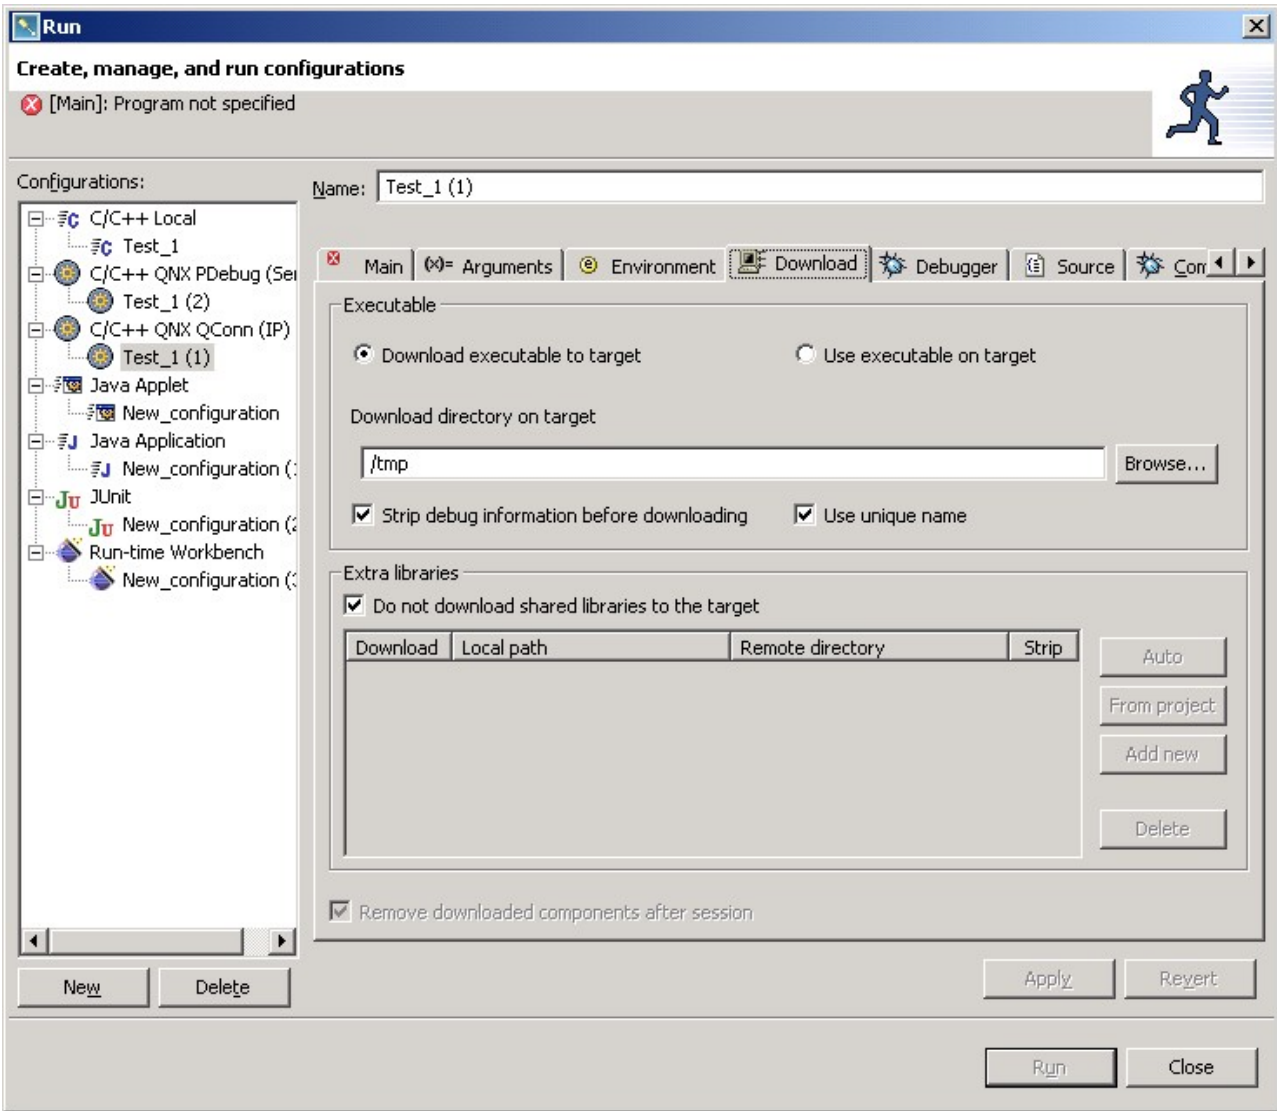 Run
Create, manage, and run configurations
[Main]: Program not specified
Configurations:
Name: Test_1 (1)
C/C++ Local
Test_1
C/C++ QNX PDebug (Ser
Test_1 (2)
C/C++ QNX QConn (IP)
Test_1 (1)
Java Applet
New_configuration
Java Application
New_configuration (1
JUnit
New_configuration (2
Run-time Workbench
New_configuration (3
Main (x)= Arguments Environment Download Debugger Source Com
Executable
Download executable to target Use executable on target
Download directory on target
/tmp Browse...
Strip debug information before downloading Use unique name
Extra libraries
Do not download shared libraries to the target
Download Local path Remote directory Strip
Auto
From project
Add new
Delete
Remove downloaded components after session
New Delete
Apply Revert
Run Close